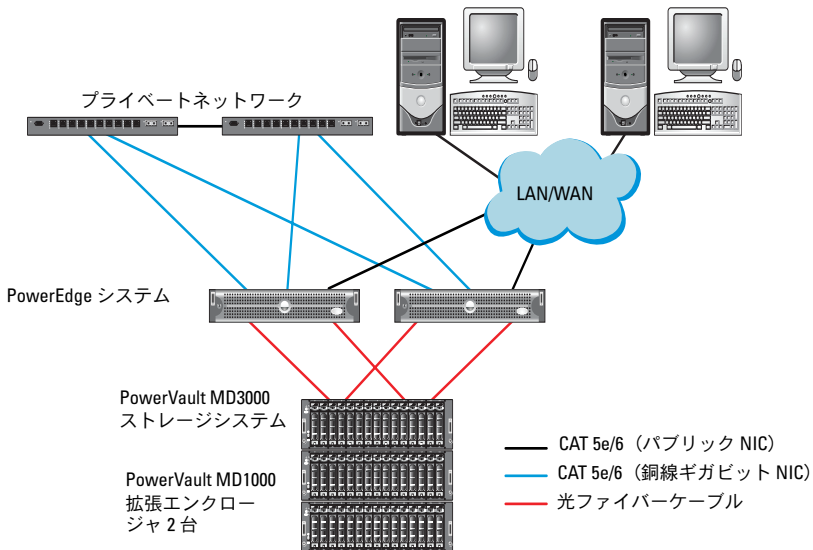 プライベートネットワーク
LAN/WAN
PowerEdge システム
PowerVault MD3000
ストレージシステム
PowerVault MD1000
拡張エンクロー
ジャ 2 台
CAT 5e/6（パブリック NIC）
CAT 5e/6（銅線ギガビット NIC）
光ファイバーケーブル